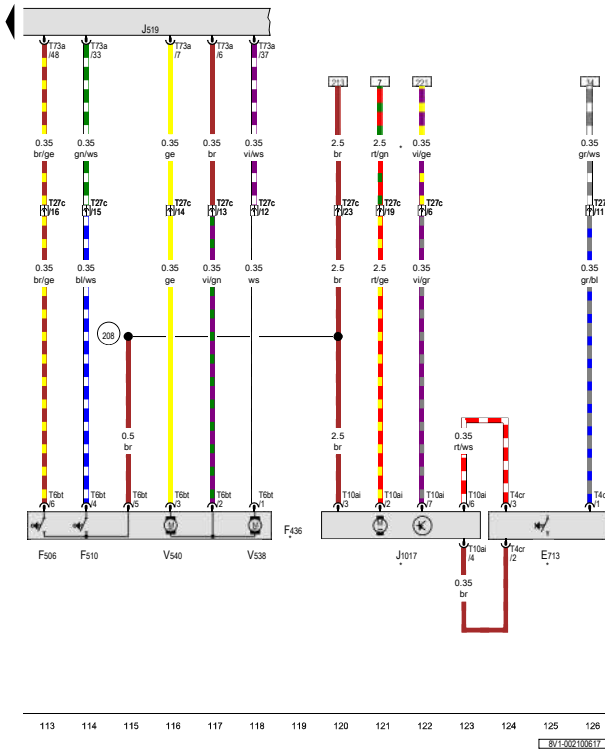 J519
T73a /48
T73a /33
T73a /7
T73a /6
T73a /37
213
7
221
34
0.35 br/ge
0.35 gn/ws
0.35 ge
0.35 br
0.35 vi/ws
2.5 br
2.5 rt/gn
0.35 vi/ge
0.35 gr/ws
T27c /16
T27c /15
T27c /14
T27c /13
T27c /12
T27c /23
T27c /19
T27c /6
T27 /11
0.35 br/ge
0.35 bl/ws
0.35 ge
0.35 vi/gn
0.35 ws
2.5 br
2.5 rt/ge
0.35 vi/gr
0.35 gr/bl
208
0.5 br
2.5 br
0.35 rt/ws
T6bt /6
T6bt /4
T6bt /5
T6bt /3
T6bt /2
T6bt /1
T10ai /3
T10ai /2
T10ai /7
T10ai /6
T4cr /3
T4c /1
M
M
M
F436
F506
F510
V540
V538
J1017
*
T10ai /4
T4cr /2
E713
*
0.35 br
113 114 115 116 117 118 119 120 121 122 123 124 125 126
8V1-002100617